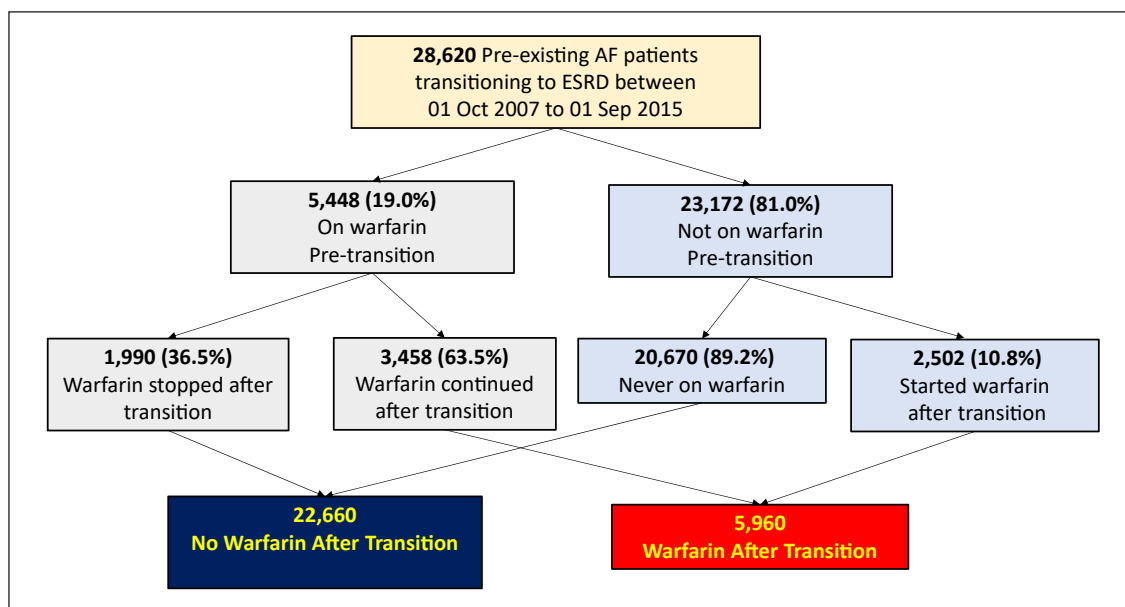 28,620 Pre-existing AF patients
transitioning to ESRD between
01 Oct 2007 to 01 Sep 2015
5,448 (19.0%)
On warfarin
Pre-transition
23,172 (81.0%)
Not on warfarin
Pre-transition
1,990 (36.5%)
Warfarin stopped after
transition
3,458 (63.5%)
Warfarin continued
after transition
20,670 (89.2%)
Never on warfarin
2,502 (10.8%)
Started warfarin
after transition
22,660
No Warfarin After Transition
5,960
Warfarin After Transition